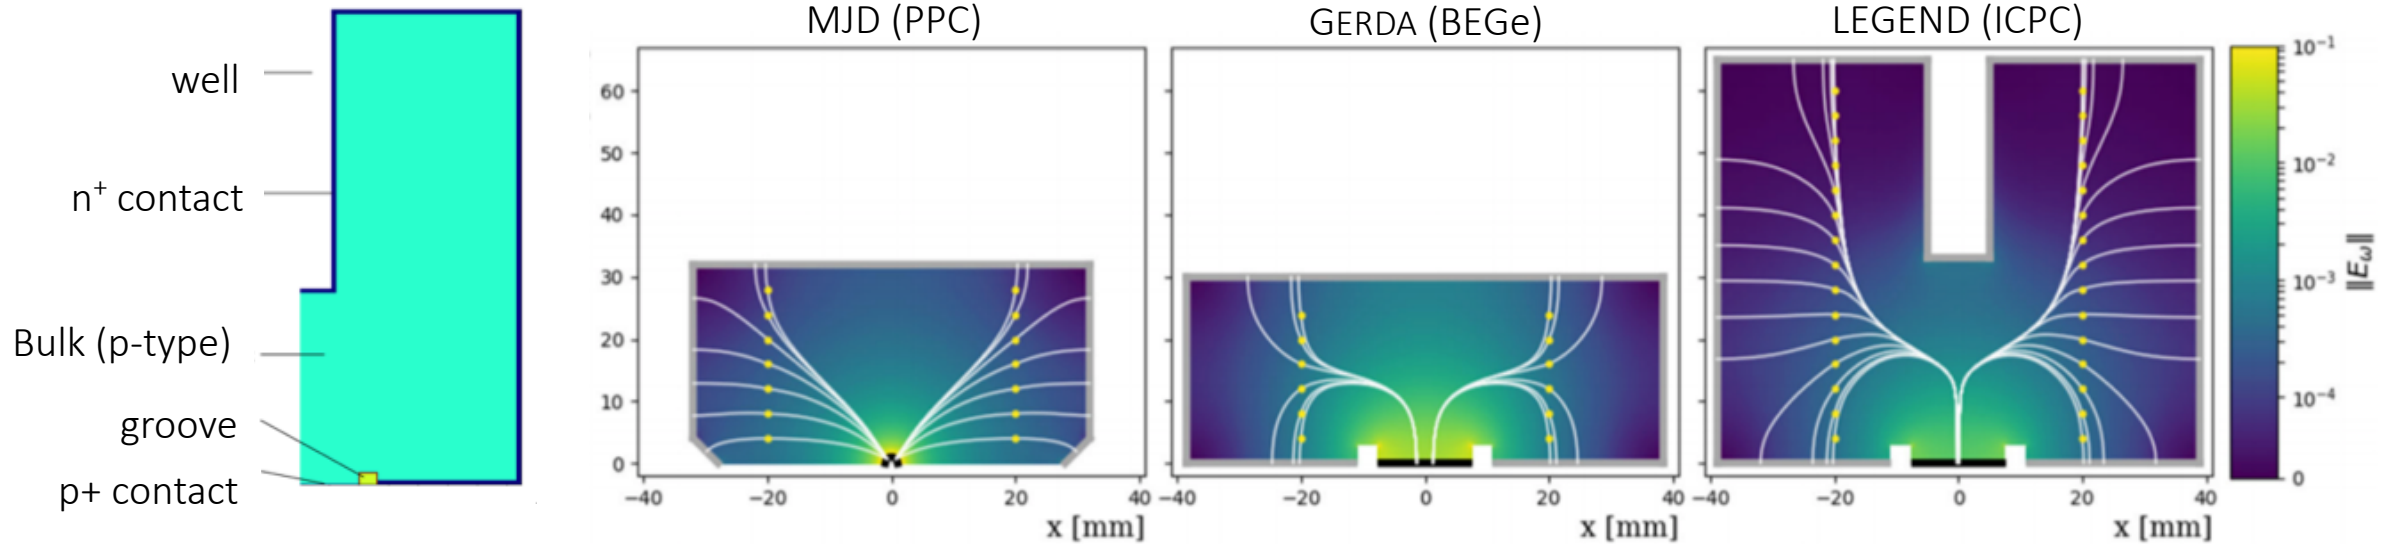 well
n⁺ contact
Bulk (p-type)
groove
p+ contact
MJD (PPC)
60
50
40
30
20
10
0
−40 −20 0 20 40
x [mm]
GERDA (BEGe)
−40 −20 0 20 40
x [mm]
LEGEND (ICPC)
−40 −20 0 20 40
x [mm]
10⁻¹
10⁻²
10⁻³
10⁻⁴
0
‖E_ω‖